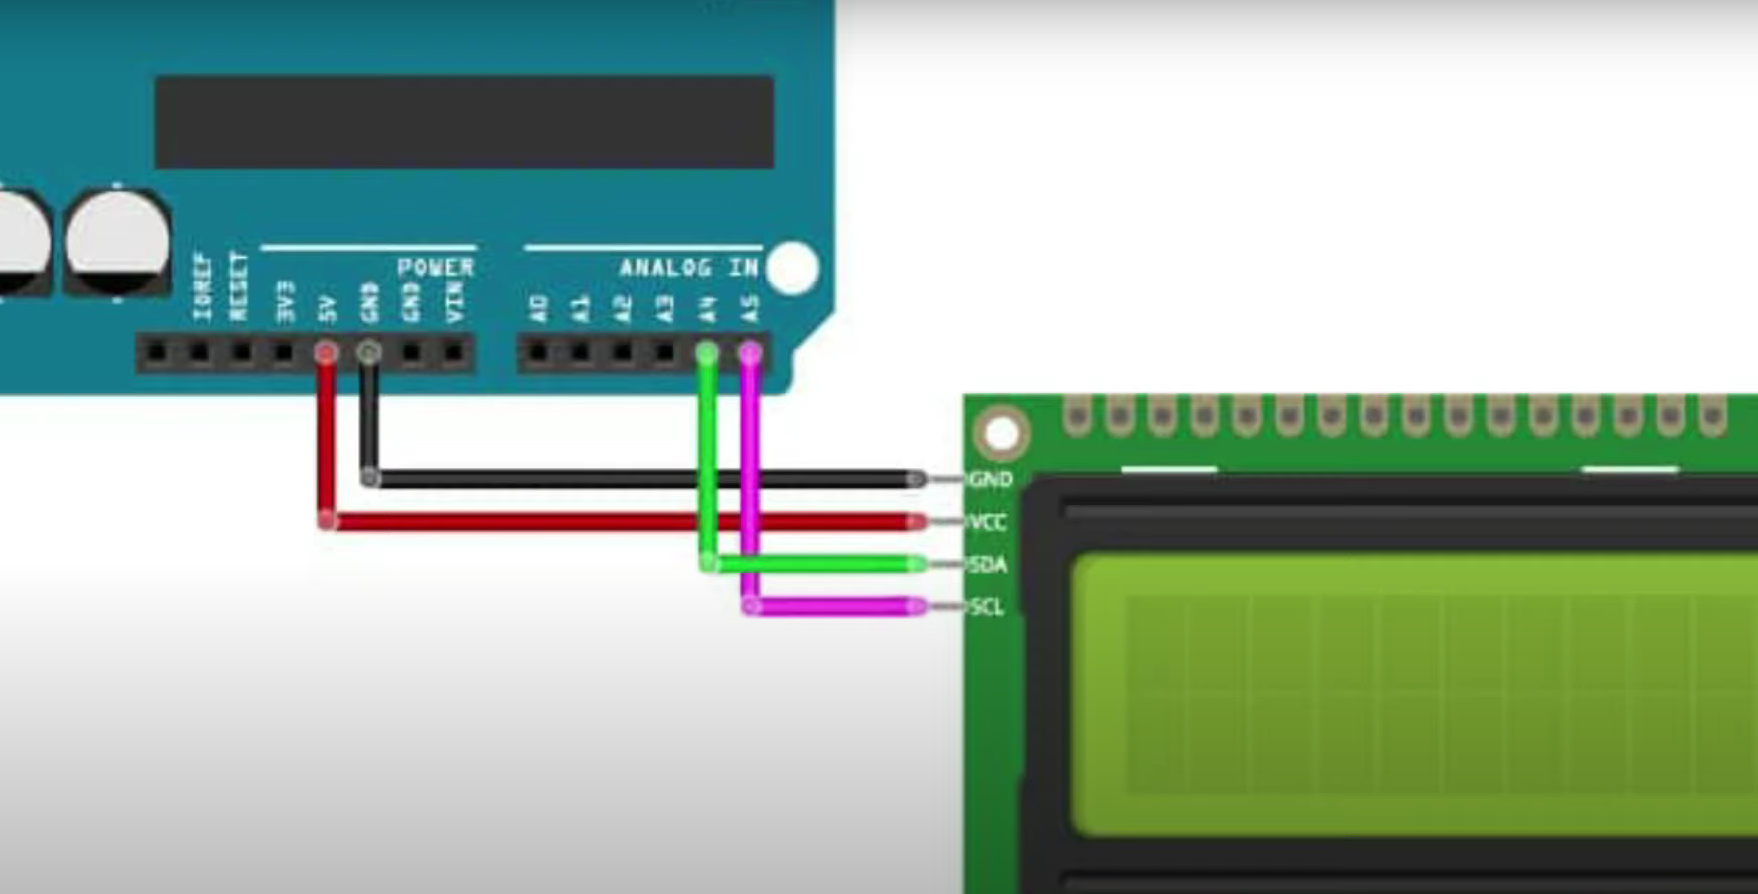 POWER
ANALOG IN
IOREF
RESET
3V3
5V
GND
GND
VIN
A0
A1
A2
A3
A4
A5
GND
VCC
SDA
SCL